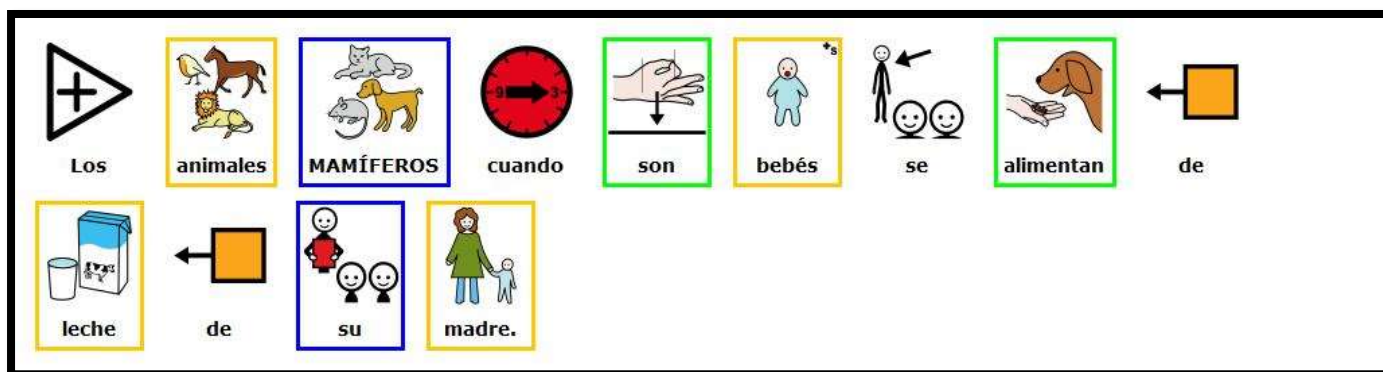 Los animales MAMÍFEROS cuando son bebés se alimentan de
leche de su madre.